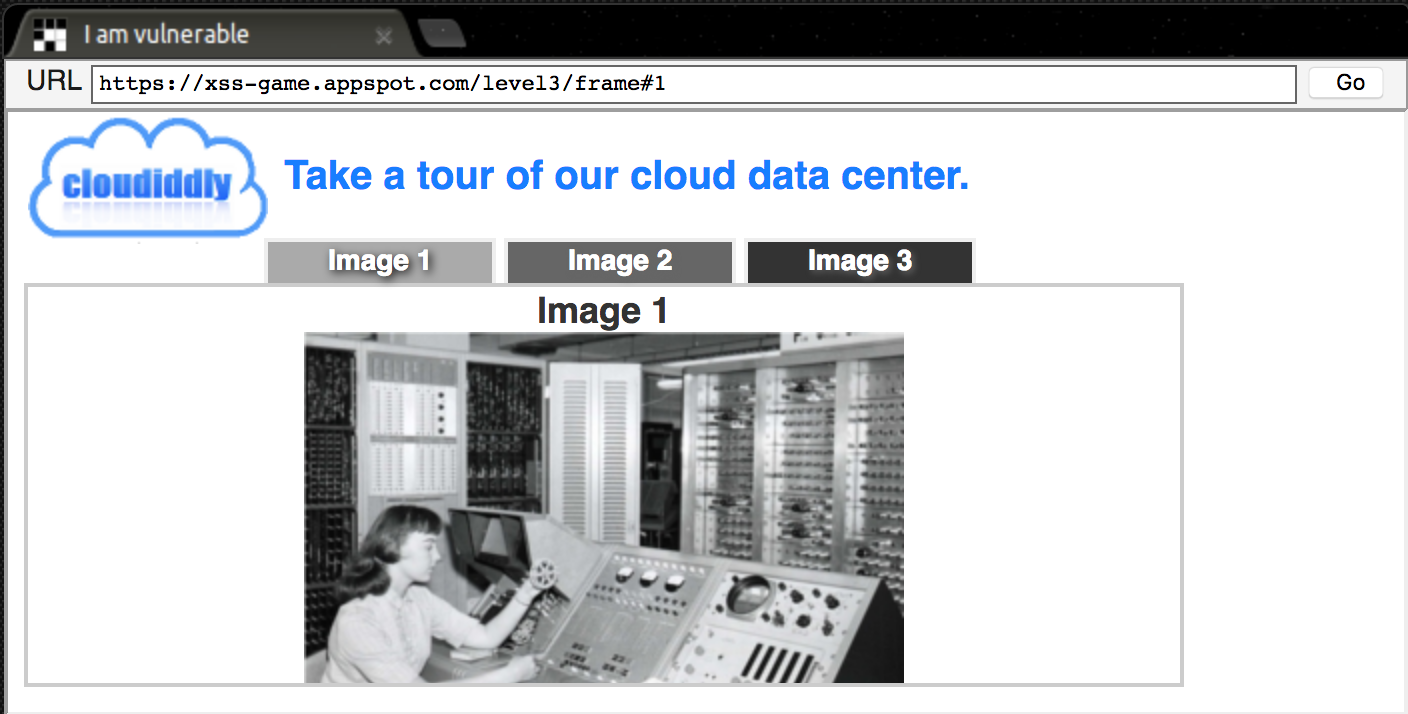 I am vulnerable
URL https://xss-game.appspot.com/level3/frame#1 Go
cloudiddly
Take a tour of our cloud data center.
Image 1 Image 2 Image 3
Image 1